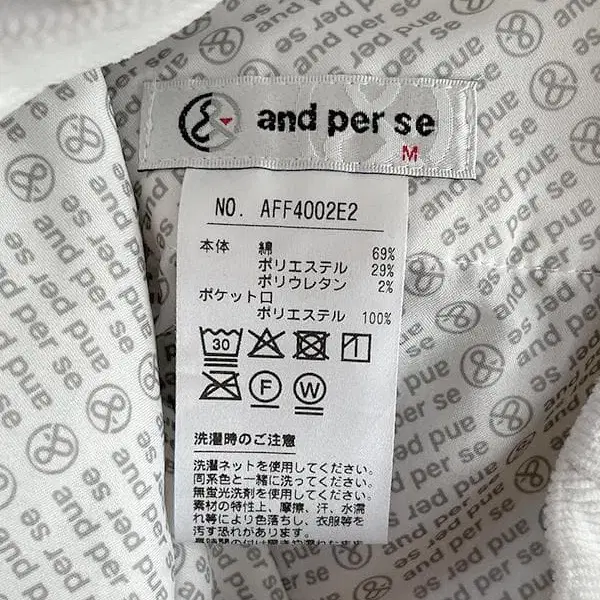 and per se
M
NO. AFF4002E2
本体 綿 69%
ポリエステル 29%
ポリウレタン 2%
ポケット口
ポリエステル 100%
30
F W
洗濯時のご注意
洗濯ネットを使用してください。
同系色と一緒に洗ってください。
無蛍光洗剤を使用してください。
素材の特性上、摩擦、汗、水濡
れ等により色落ちし、衣服等を
汚す恐れがあります。